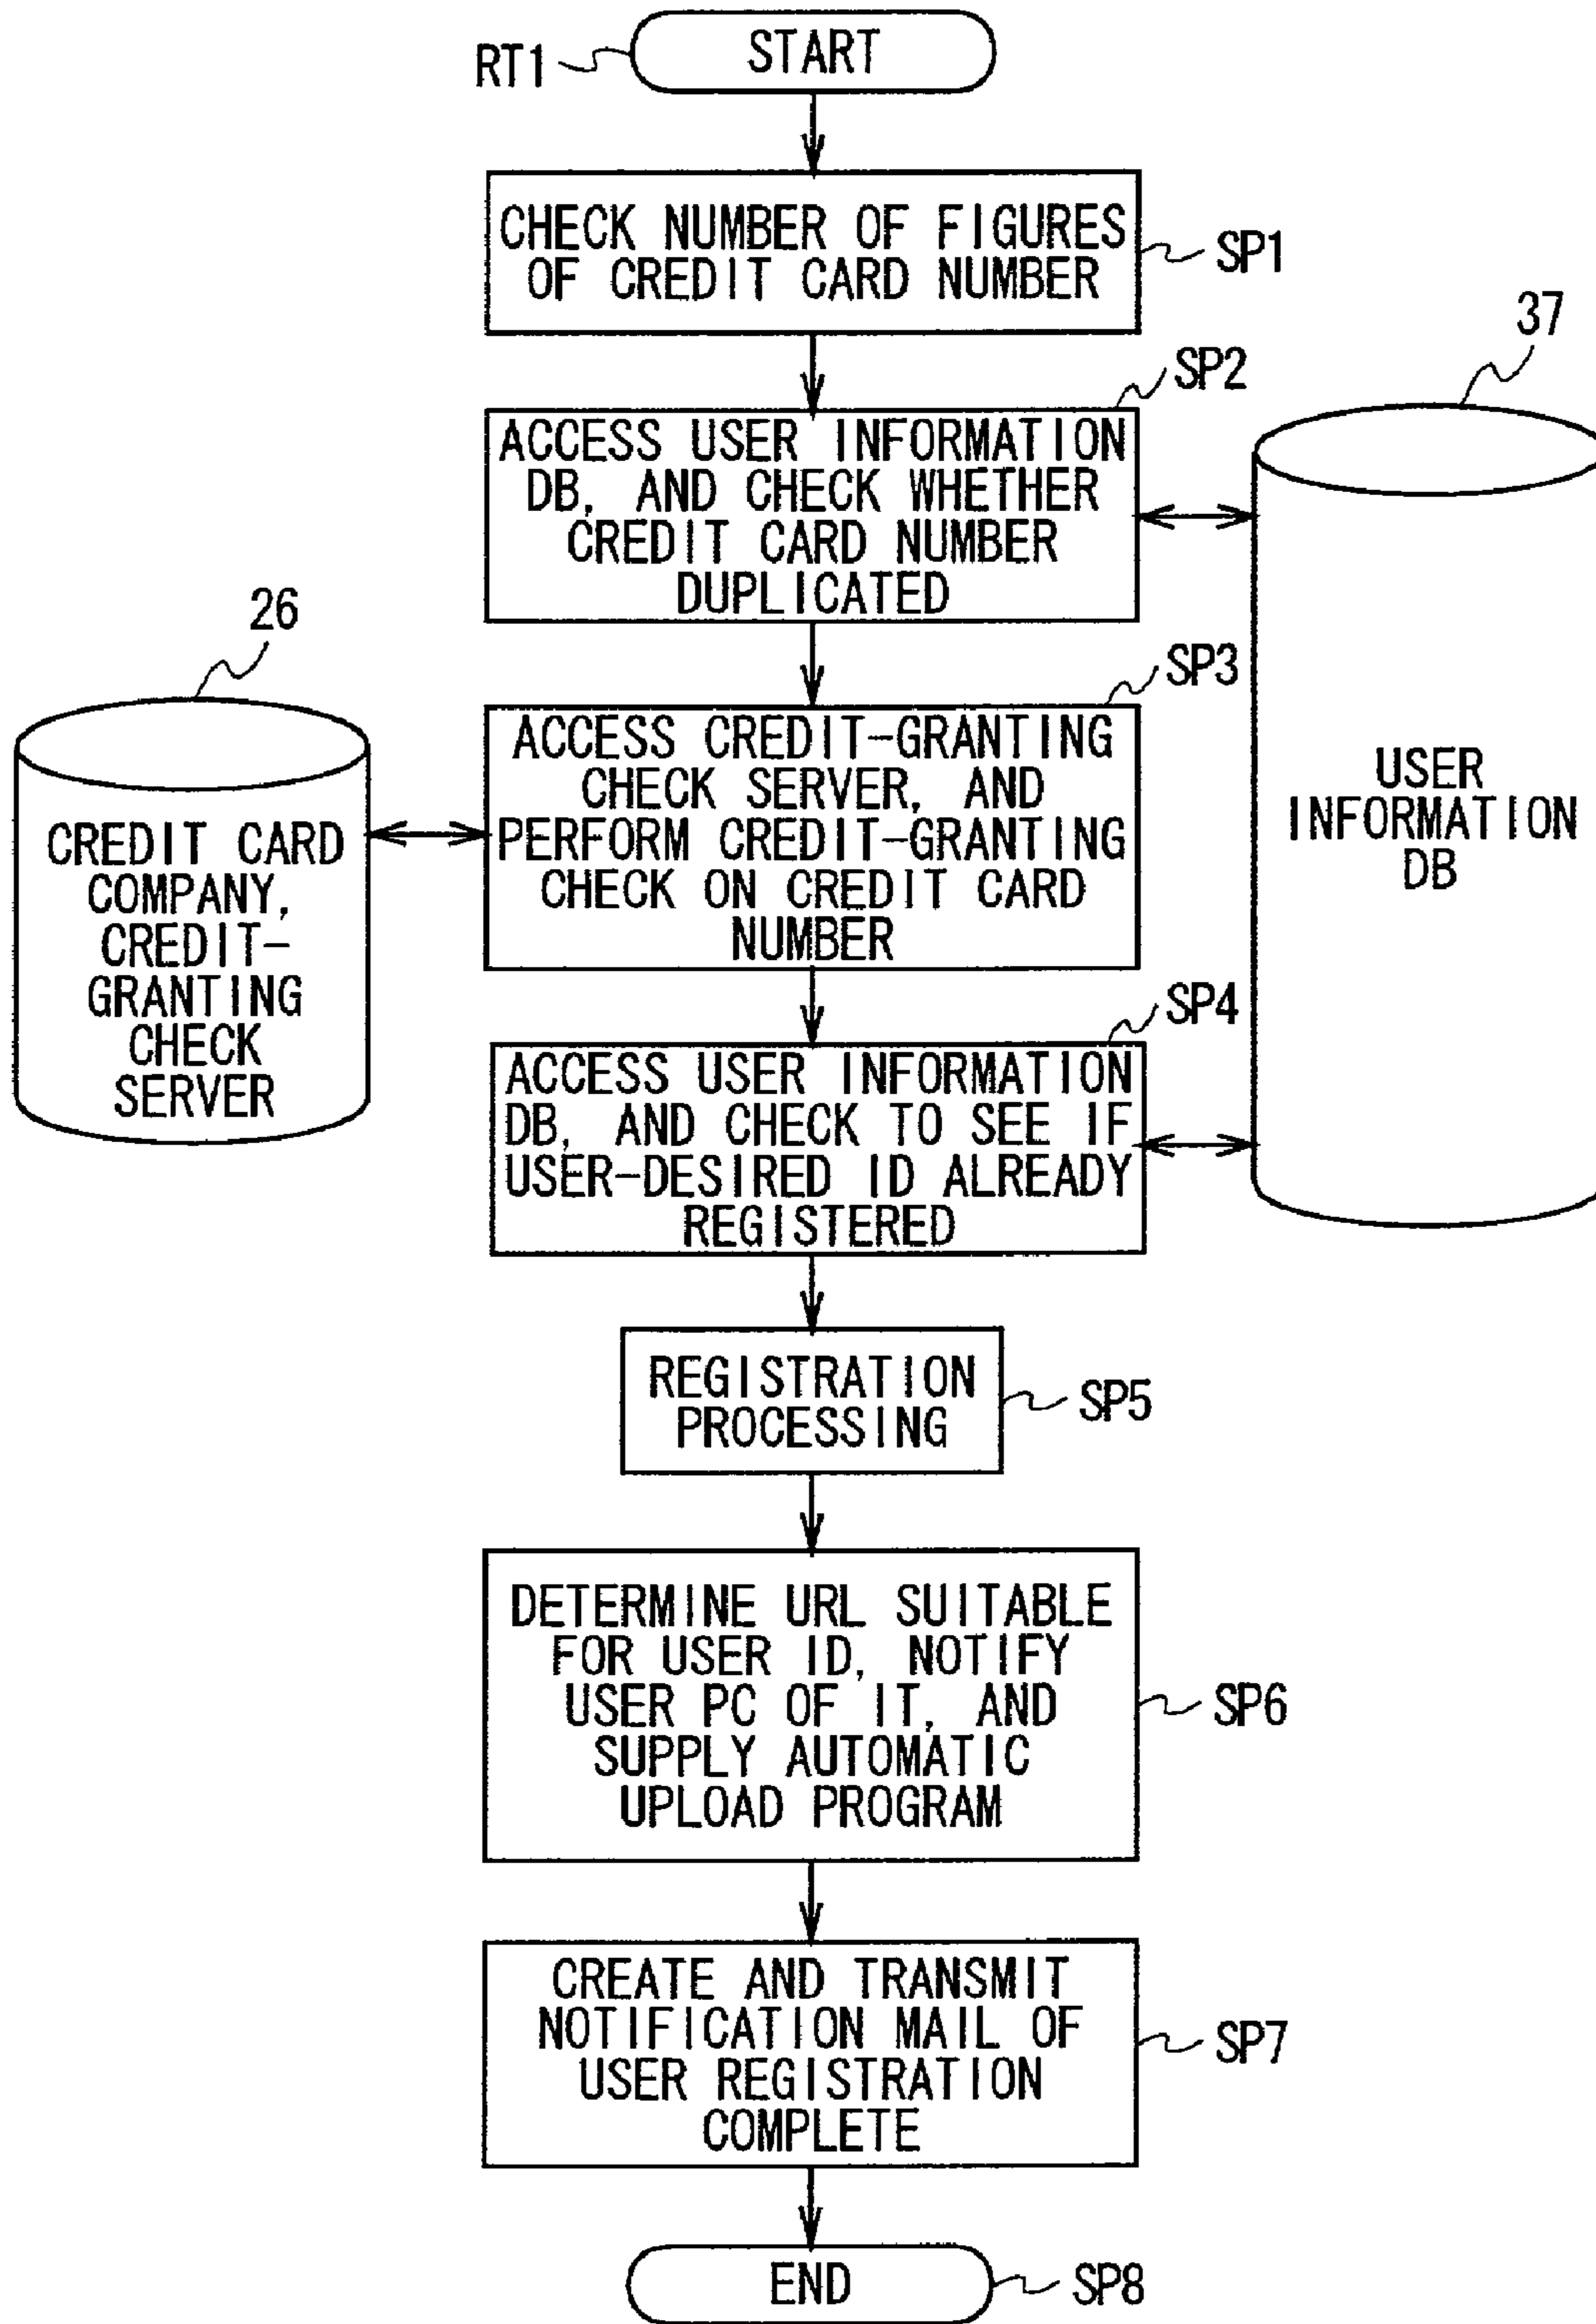 RT1
START
CHECK NUMBER OF FIGURES
OF CREDIT CARD NUMBER
SP1
37
SP2
ACCESS USER INFORMATION
DB, AND CHECK WHETHER
CREDIT CARD NUMBER
DUPLICATED
26
SP3
ACCESS CREDIT-GRANTING
CHECK SERVER, AND
PERFORM CREDIT-GRANTING
CHECK ON CREDIT CARD
NUMBER
USER
INFORMATION
DB
CREDIT CARD
COMPANY,
CREDIT-
GRANTING
CHECK
SERVER
SP4
ACCESS USER INFORMATION
DB, AND CHECK TO SEE IF
USER-DESIRED ID ALREADY
REGISTERED
REGISTRATION
PROCESSING
SP5
DETERMINE URL SUITABLE
FOR USER ID, NOTIFY
USER PC OF IT, AND
SUPPLY AUTOMATIC
UPLOAD PROGRAM
SP6
CREATE AND TRANSMIT
NOTIFICATION MAIL OF
USER REGISTRATION
COMPLETE
SP7
END
SP8